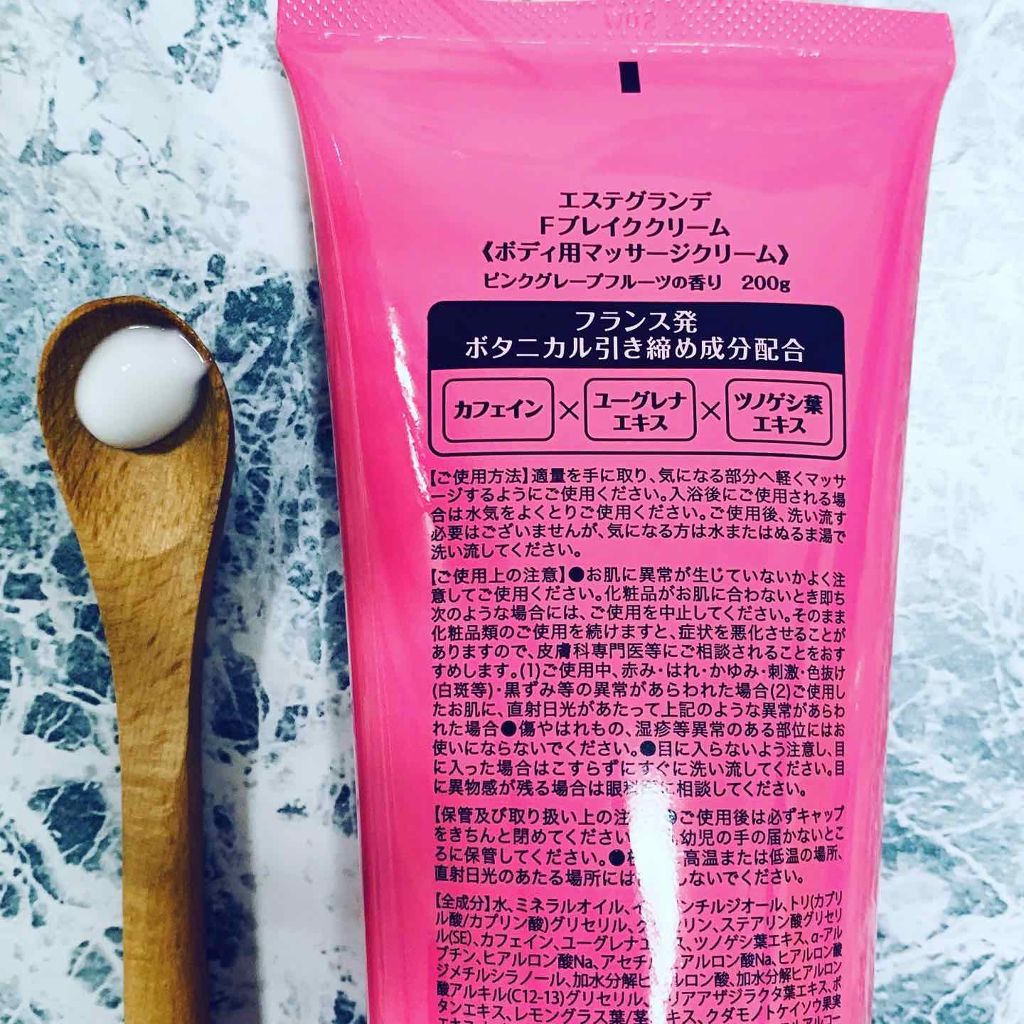 エステグランデ
Fブレイククリーム
《ボディ用マッサージクリーム》
ピンクグレープフルーツの香り 200g
フランス発
ボタニカル引き締め成分配合
カフェイン × ユーグレナエキス × ツノゲシ葉エキス
【ご使用方法】適量を手に取り、気になる部分へ軽くマッサ
ージするようにご使用ください。入浴後にご使用される場
合は水気をよくとりご使用ください。ご使用後、洗い流す
必要はございませんが、気になる方は水またはぬるま湯で
洗い流してください。
【ご使用上の注意】●お肌に異常が生じていないかよく注
意してご使用ください。化粧品がお肌に合わないとき即ち
次のような場合には、ご使用を中止してください。そのまま
化粧品類のご使用を続けますと、症状を悪化させることが
ありますので、皮膚科専門医等にご相談されることをおす
すめします。(1)ご使用中、赤み・はれ・かゆみ・刺激・色抜け
(白斑等)・黒ずみ等の異常があらわれた場合(2)ご使用し
たお肌に、直射日光があたって上記のような異常があらわ
れた場合●傷やはれもの、湿疹等異常のある部位にはお
使いにならないでください。●目に入らないよう注意し、目
に入った場合はこすらずにすぐに洗い流してください。目
に異物感が残る場合は眼科 に相談してください。
【保管及び取り扱い上の注 ●ご使用後は必ずキャップ
をきちんと閉めてください 幼児の手の届かないとこ
ろに保管してください。● 高温または低温の場所、
直射日光のあたる場所には しないでください。
【全成分】水、ミネラルオイル、 ンチルジオール、トリ(カプリ
ル酸/カプリン酸)グリセリル、 リン、ステアリン酸グリセリ
ル(SE)、カフェイン、ユーグレナエ ス、ツノゲシ葉エキス、α-アル
ブチン、ヒアルロン酸Na、アセチ アルロン酸Na、ヒアルロン酸
ジメチルシラノール、加水分解ヒ ルロン酸、加水分解ヒアルロン
酸アルキル(C12-13)グリセリル、 リアアザジラクタ葉エキス、ボ
タンエキス、レモングラス葉/茎 キス、クダモノトケイソウ果実